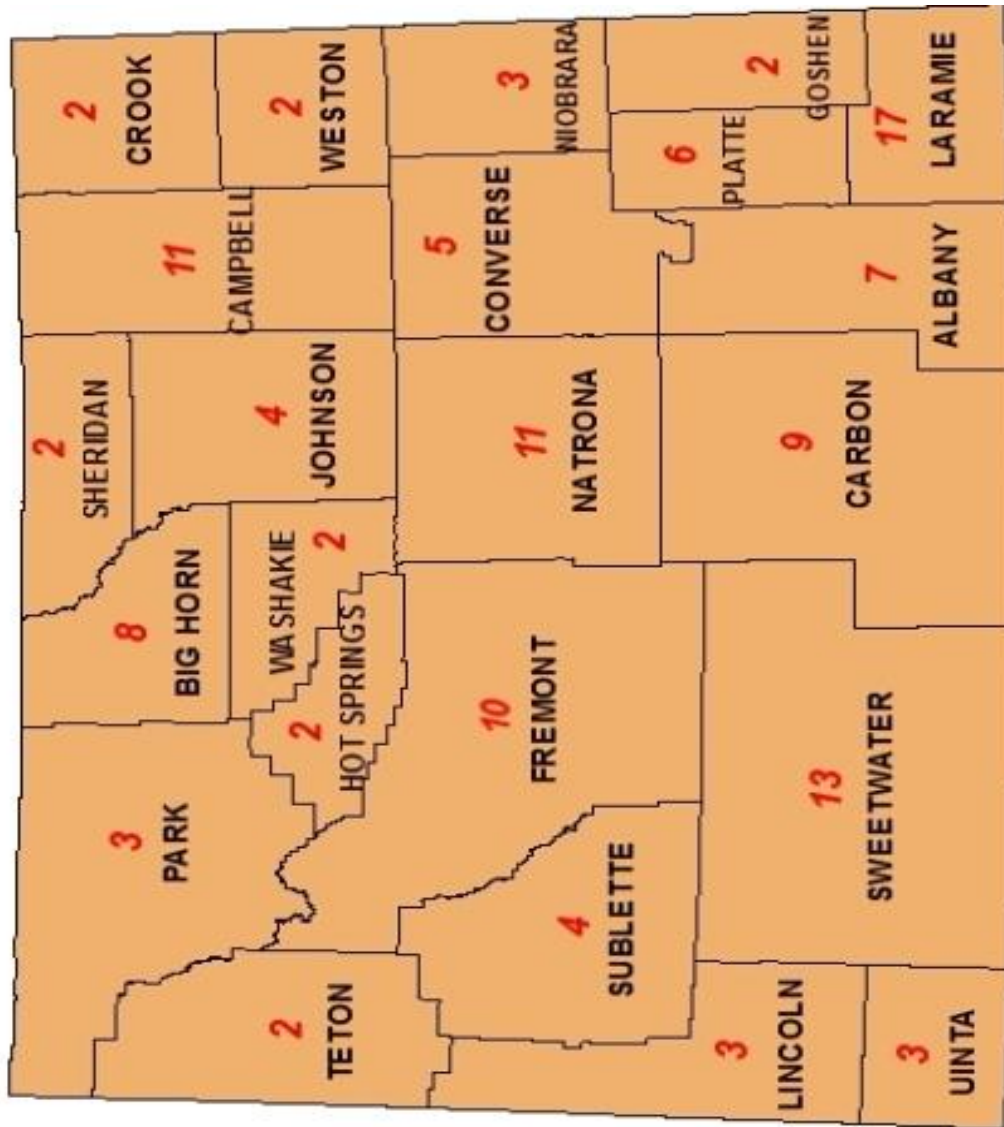 2
SHERIDAN
2
CROOK
3
PARK
8
BIG HORN
11
CAMPBELL
2
TETON
2
HOT SPRINGS
WASHAKIE
2
4
JOHNSON
2
WESTON
10
FREMONT
11
NATRONA
5
CONVERSE
3
NIOBRARA
4
SUBLETTE
6
PLATTE
2
GOSHEN
3
LINCOLN
13
SWEETWATER
9
CARBON
7
ALBANY
17
LARAMIE
3
UINTA